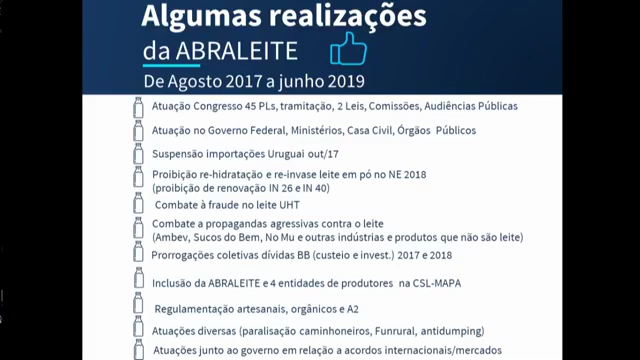 Algumas realizações
da ABRALEITE
De Agosto 2017 a junho 2019
Atuação Congresso 45 PLs, tramitação, 2 Leis, Comissões, Audiências Públicas
Atuação no Governo Federal, Ministérios, Casa Civil, Órgãos Públicos
Suspensão importações Uruguai out/17
Proibição re-hidratação e re-invase leite em pó no NE 2018
(proibição de renovação IN 26 e IN 40)
Combate à fraude no leite UHT
Combate a propagandas agressivas contra o leite
(Ambev, Sucos do Bem, No Mu e outras indústrias e produtos que não são leite)
Prorrogações coletivas dívidas BB (custeio e invest.) 2017 e 2018
Inclusão da ABRALEITE e 4 entidades de produtores na CSL-MAPA
Regulamentação artesanais, orgânicos e A2
Atuações diversas (paralisação caminhoneiros, Funrural, antidumping)
Atuações junto ao governo em relação a acordos internacionais/mercados